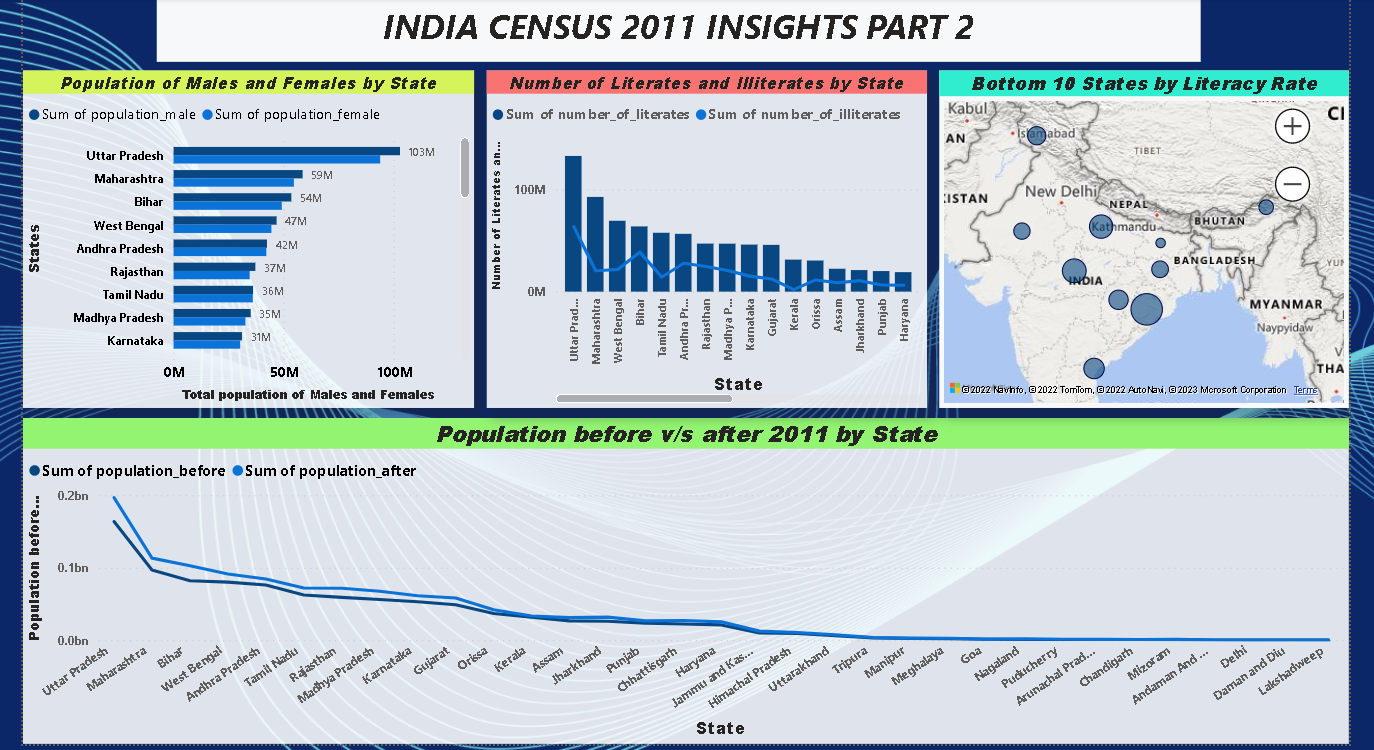 INDIA CENSUS 2011 INSIGHTS PART 2
Population of Males and Females by State
Sum of population_male Sum of population_female
States
Uttar Pradesh 103M
Maharashtra 59M
Bihar 54M
West Bengal 47M
Andhra Pradesh 42M
Rajasthan 37M
Tamil Nadu 36M
Madhya Pradesh 35M
Karnataka 31M
0M 50M 100M
Total population of Males and Females
Number of Literates and Illiterates by State
Sum of number_of_literates Sum of number_of_illiterates
Number of Literates an...
100M
0M
Uttar Prad...
Maharashtra
West Bengal
Bihar
Tamil Nadu
Andhra Pr...
Rajasthan
Madhya P...
Karnataka
Gujarat
Kerala
Orissa
Assam
Jharkhand
Punjab
Haryana
State
Bottom 10 States by Literacy Rate
Kabul
Islamabad
AN
TIBET
New Delhi
NEPAL
Kathmandu
BHUTAN
BANGLADESH
INDIA
MYANMAR
Naypyidaw
THA
© 2022 NavInfo, © 2022 TomTom, © 2022 AutoNavi, © 2023 Microsoft Corporation Terms
Population before v/s after 2011 by State
Sum of population_before Sum of population_after
Population before...
0.2bn
0.1bn
0.0bn
Uttar Pradesh
Maharashtra
Bihar
West Bengal
Andhra Pradesh
Tamil Nadu
Rajasthan
Madhya Pradesh
Karnataka
Gujarat
Orissa
Kerala
Assam
Jharkhand
Punjab
Chhattisgarh
Haryana
Jammu and Kas...
Himachal Pradesh
Uttarakhand
Tripura
Manipur
Meghalaya
Goa
Nagaland
Puducherry
Arunachal Prad...
Chandigarh
Mizoram
Andaman And ...
Delhi
Daman and Diu
Lakshadweep
State